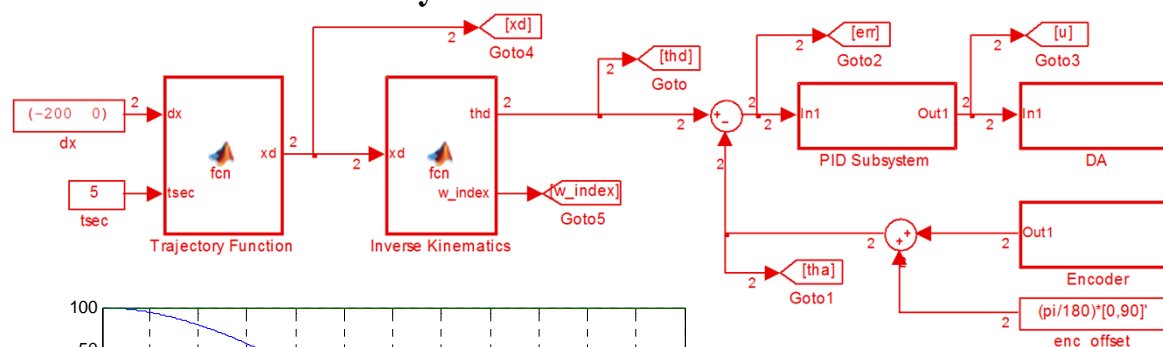 [xd]
2
Goto4
[thd]
2
Goto
[err]
2
Goto2
[u]
2
Goto3
(-200 0)
2
dx
dx
fcn
xd
2
5
tsec
tsec
Trajectory Function
2
xd
thd
2
fcn
w_index
Inverse Kinematics
[w_index]
Goto5
2
+
−
2
2
In1
Out1
PID Subsystem
2
2
In1
DA
2
2
[tha]
2
Goto1
2
+
+
2
Out1
Encoder
2
(pi/180)*[0,90]'
2
enc_offset
100